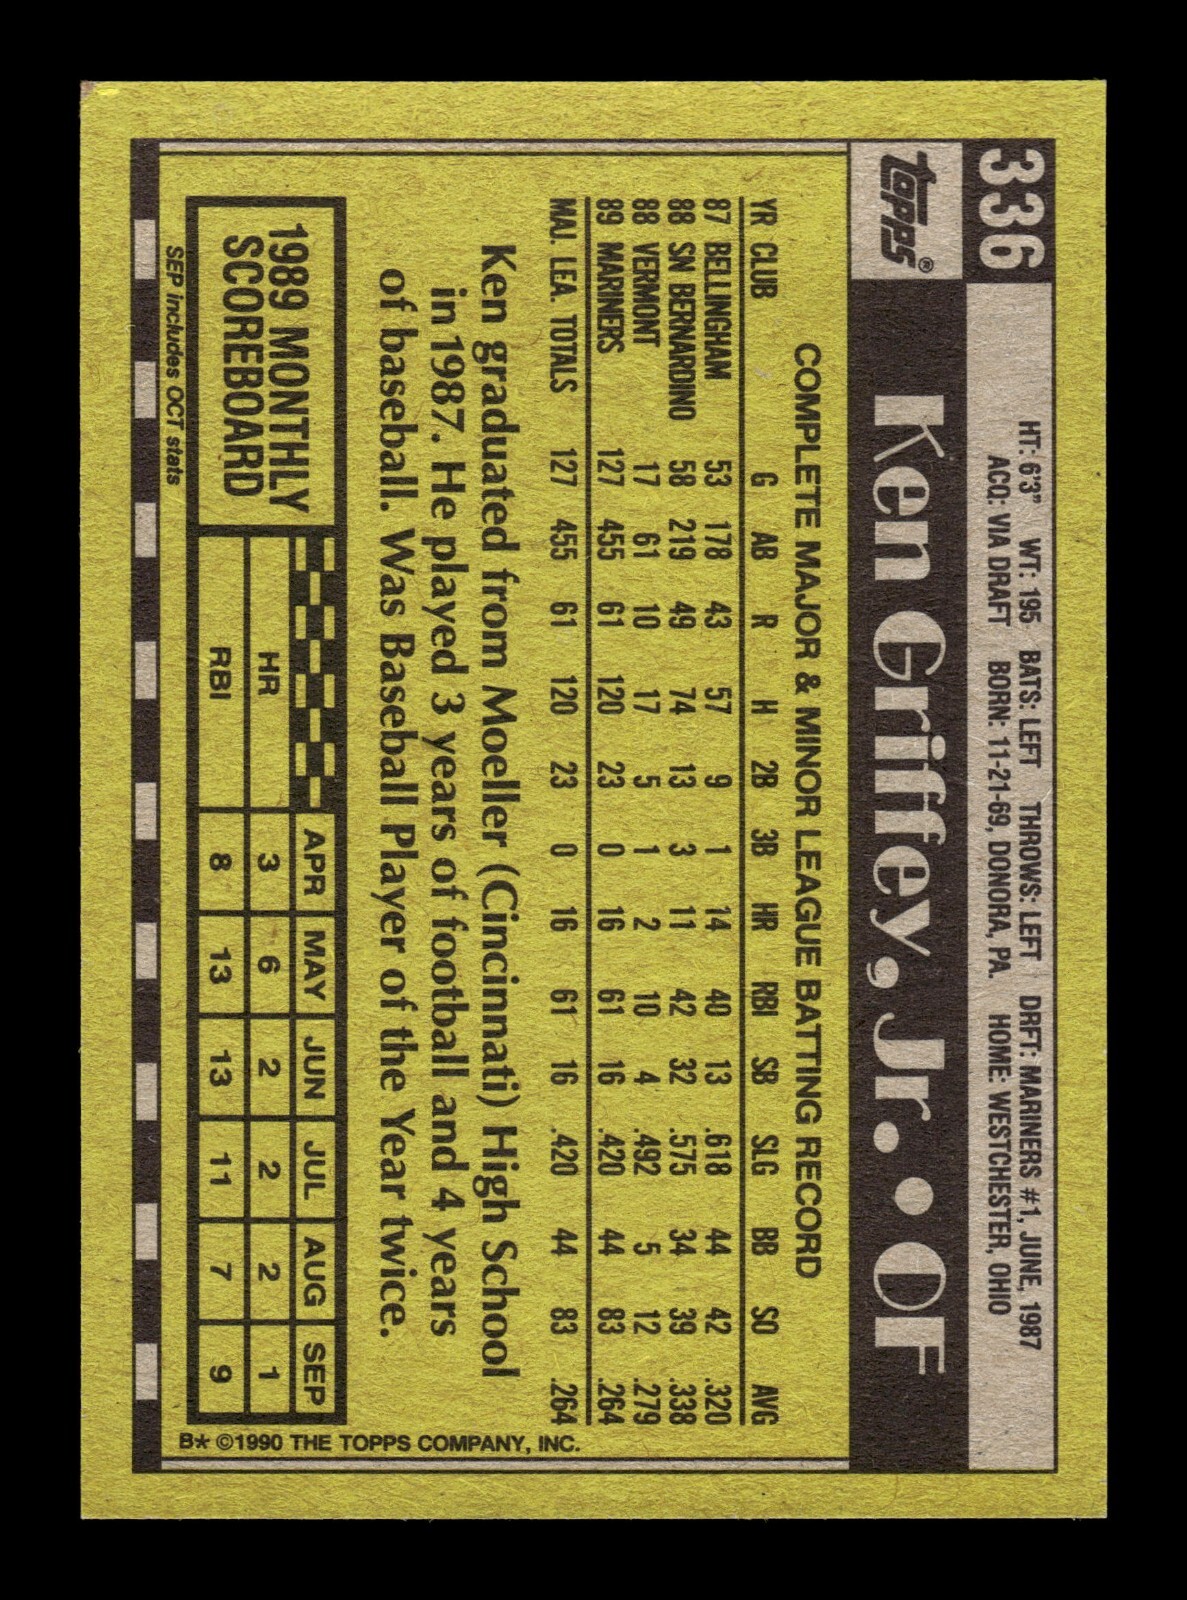 336
HT: 6'3" WT: 195 BATS: LEFT THROWS: LEFT DRFT: MARINERS #1, JUNE, 1987
ACQ: VIA DRAFT BORN: 11-21-69, DONORA, PA. HOME: WESTCHESTER, OHIO
topps®
Ken Griffey, Jr. • OF
COMPLETE MAJOR & MINOR LEAGUE BATTING RECORD
YR CLUB G AB R H 2B 3B HR RBI SB SLG BB SO AVG
87 BELLINGHAM 53 178 43 57 9 1 14 40 13 .618 44 42 .320
88 SN BERNARDINO 58 219 49 74 13 3 11 42 32 .575 34 39 .338
88 VERMONT 17 61 10 17 5 1 2 10 4 .492 5 12 .279
89 MARINERS 127 455 61 120 23 0 16 61 16 .420 44 83 .264
MAJ. LEA. TOTALS 127 455 61 120 23 0 16 61 16 .420 44 83 .264
Ken graduated from Moeller (Cincinnati) High School
in 1987. He played 3 years of football and 4 years
of baseball. Was Baseball Player of the Year twice.
1989 MONTHLY
SCOREBOARD
APR MAY JUN JUL AUG SEP
HR 3 6 2 2 2 1
RBI 8 13 13 11 7 9
SEP includes OCT stats
B* ©1990 THE TOPPS COMPANY, INC.